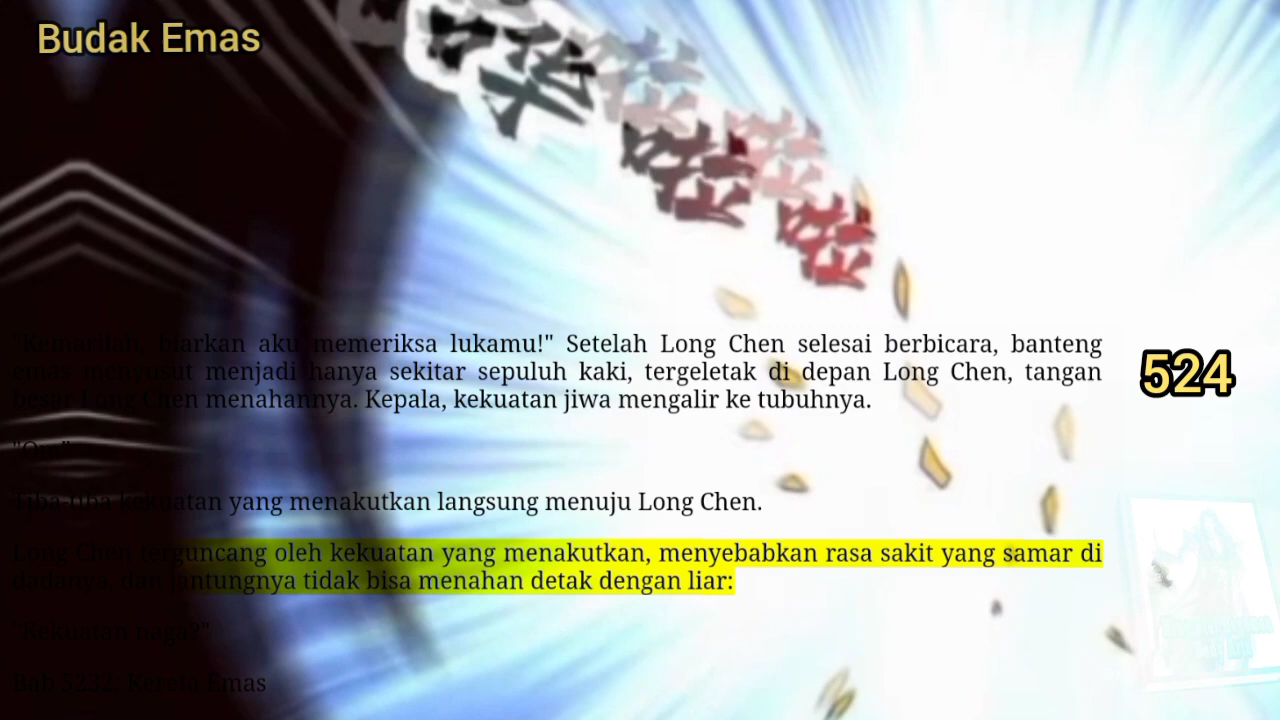 Budak Emas
"Kemarilah, biarkan aku memeriksa lukamu!" Setelah Long Chen selesai berbicara, banteng
emas menyusut menjadi hanya sekitar sepuluh kaki, tergeletak di depan Long Chen, tangan
besar Long Chen menahannya. Kepala, kekuatan jiwa mengalir ke tubuhnya.
524
Tiba-tiba kekuatan yang menakutkan langsung menuju Long Chen.
Long Chen terguncang oleh kekuatan yang menakutkan, menyebabkan rasa sakit yang samar di
dadanya, dan jantungnya tidak bisa menahan detak dengan liar:
"Kekuatan naga?"
Bab 5232: Kereta Emas